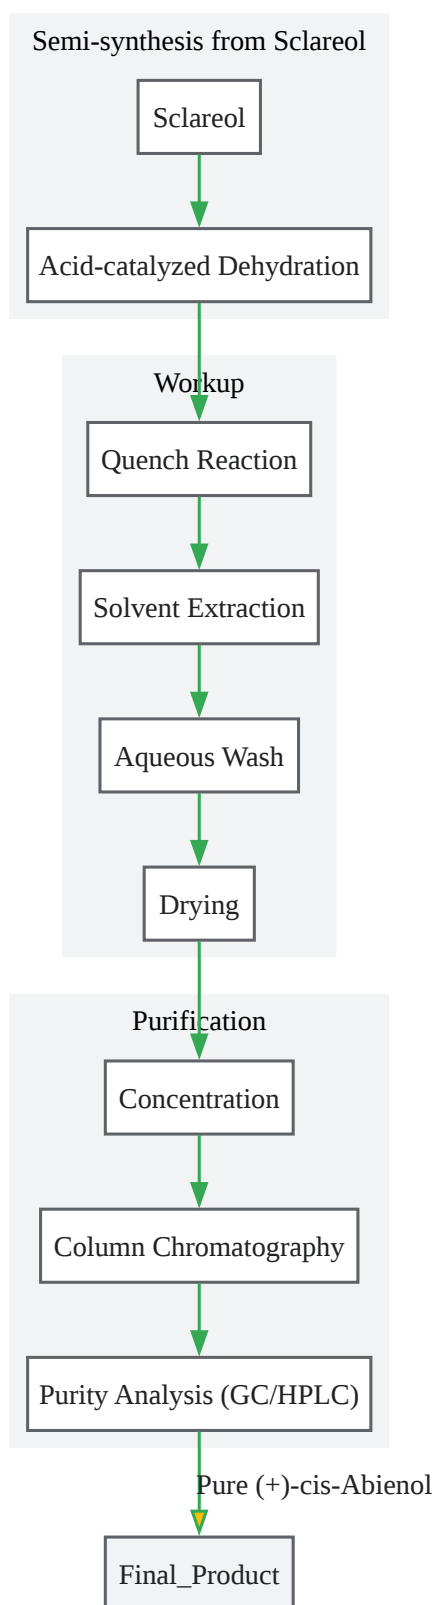 Semi-synthesis from Sclareol
Sclareol
Acid-catalyzed Dehydration
Workup
Quench Reaction
Solvent Extraction
Aqueous Wash
Drying
Purification
Concentration
Column Chromatography
Purity Analysis (GC/HPLC)
Pure (+)-cis-Abienol
Final_Product